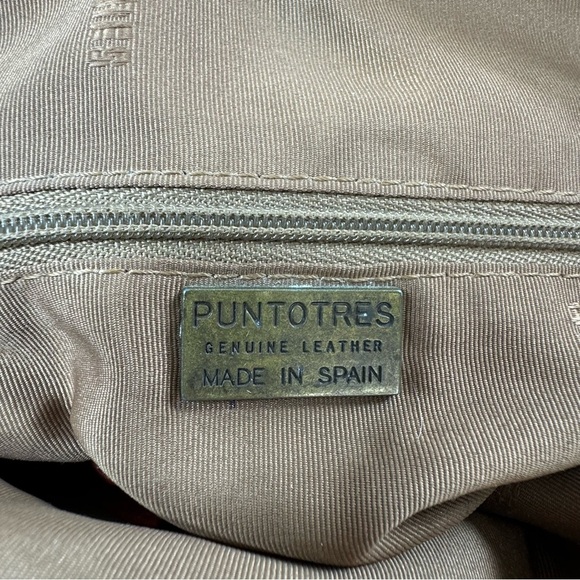 PUNTOTRES
GENUINE LEATHER
MADE IN SPAIN